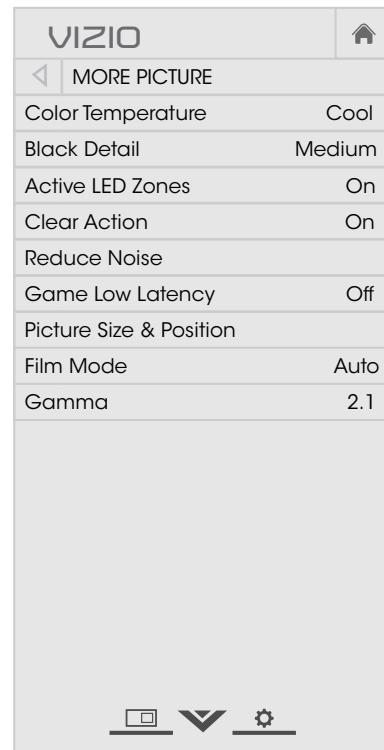 VIZIO
MORE PICTURE
Color Temperature Cool
Black Detail Medium
Active LED Zones On
Clear Action On
Reduce Noise
Game Low Latency Off
Picture Size & Position
Film Mode Auto
Gamma 2.1